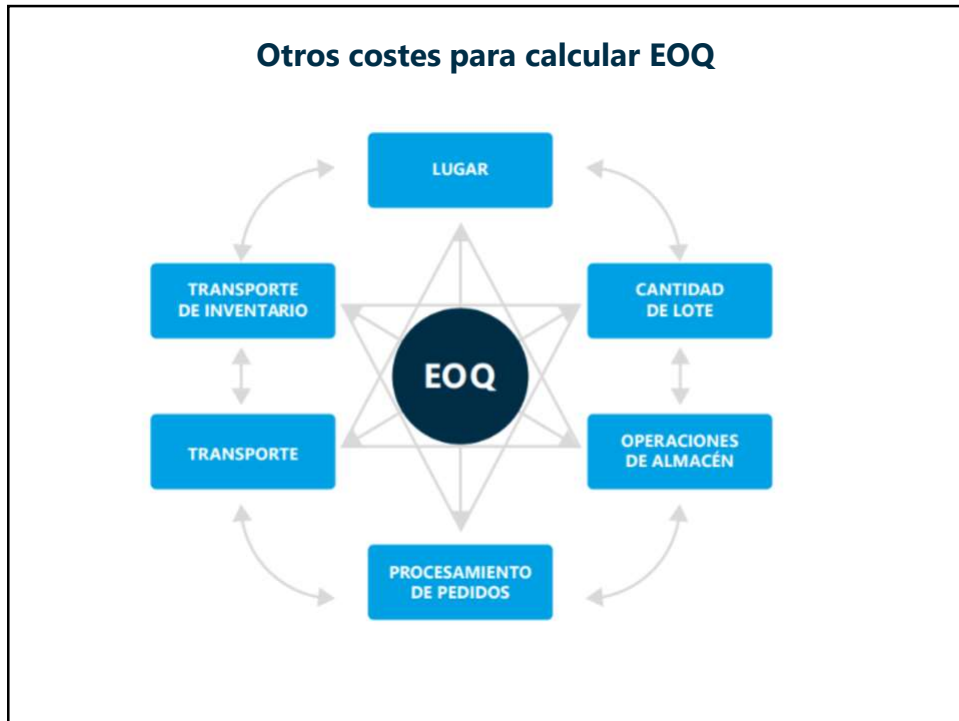 Otros costes para calcular EOQ
LUGAR
TRANSPORTE
DE INVENTARIO
CANTIDAD
DE LOTE
EOQ
TRANSPORTE
OPERACIONES
DE ALMACÉN
PROCESAMIENTO
DE PEDIDOS